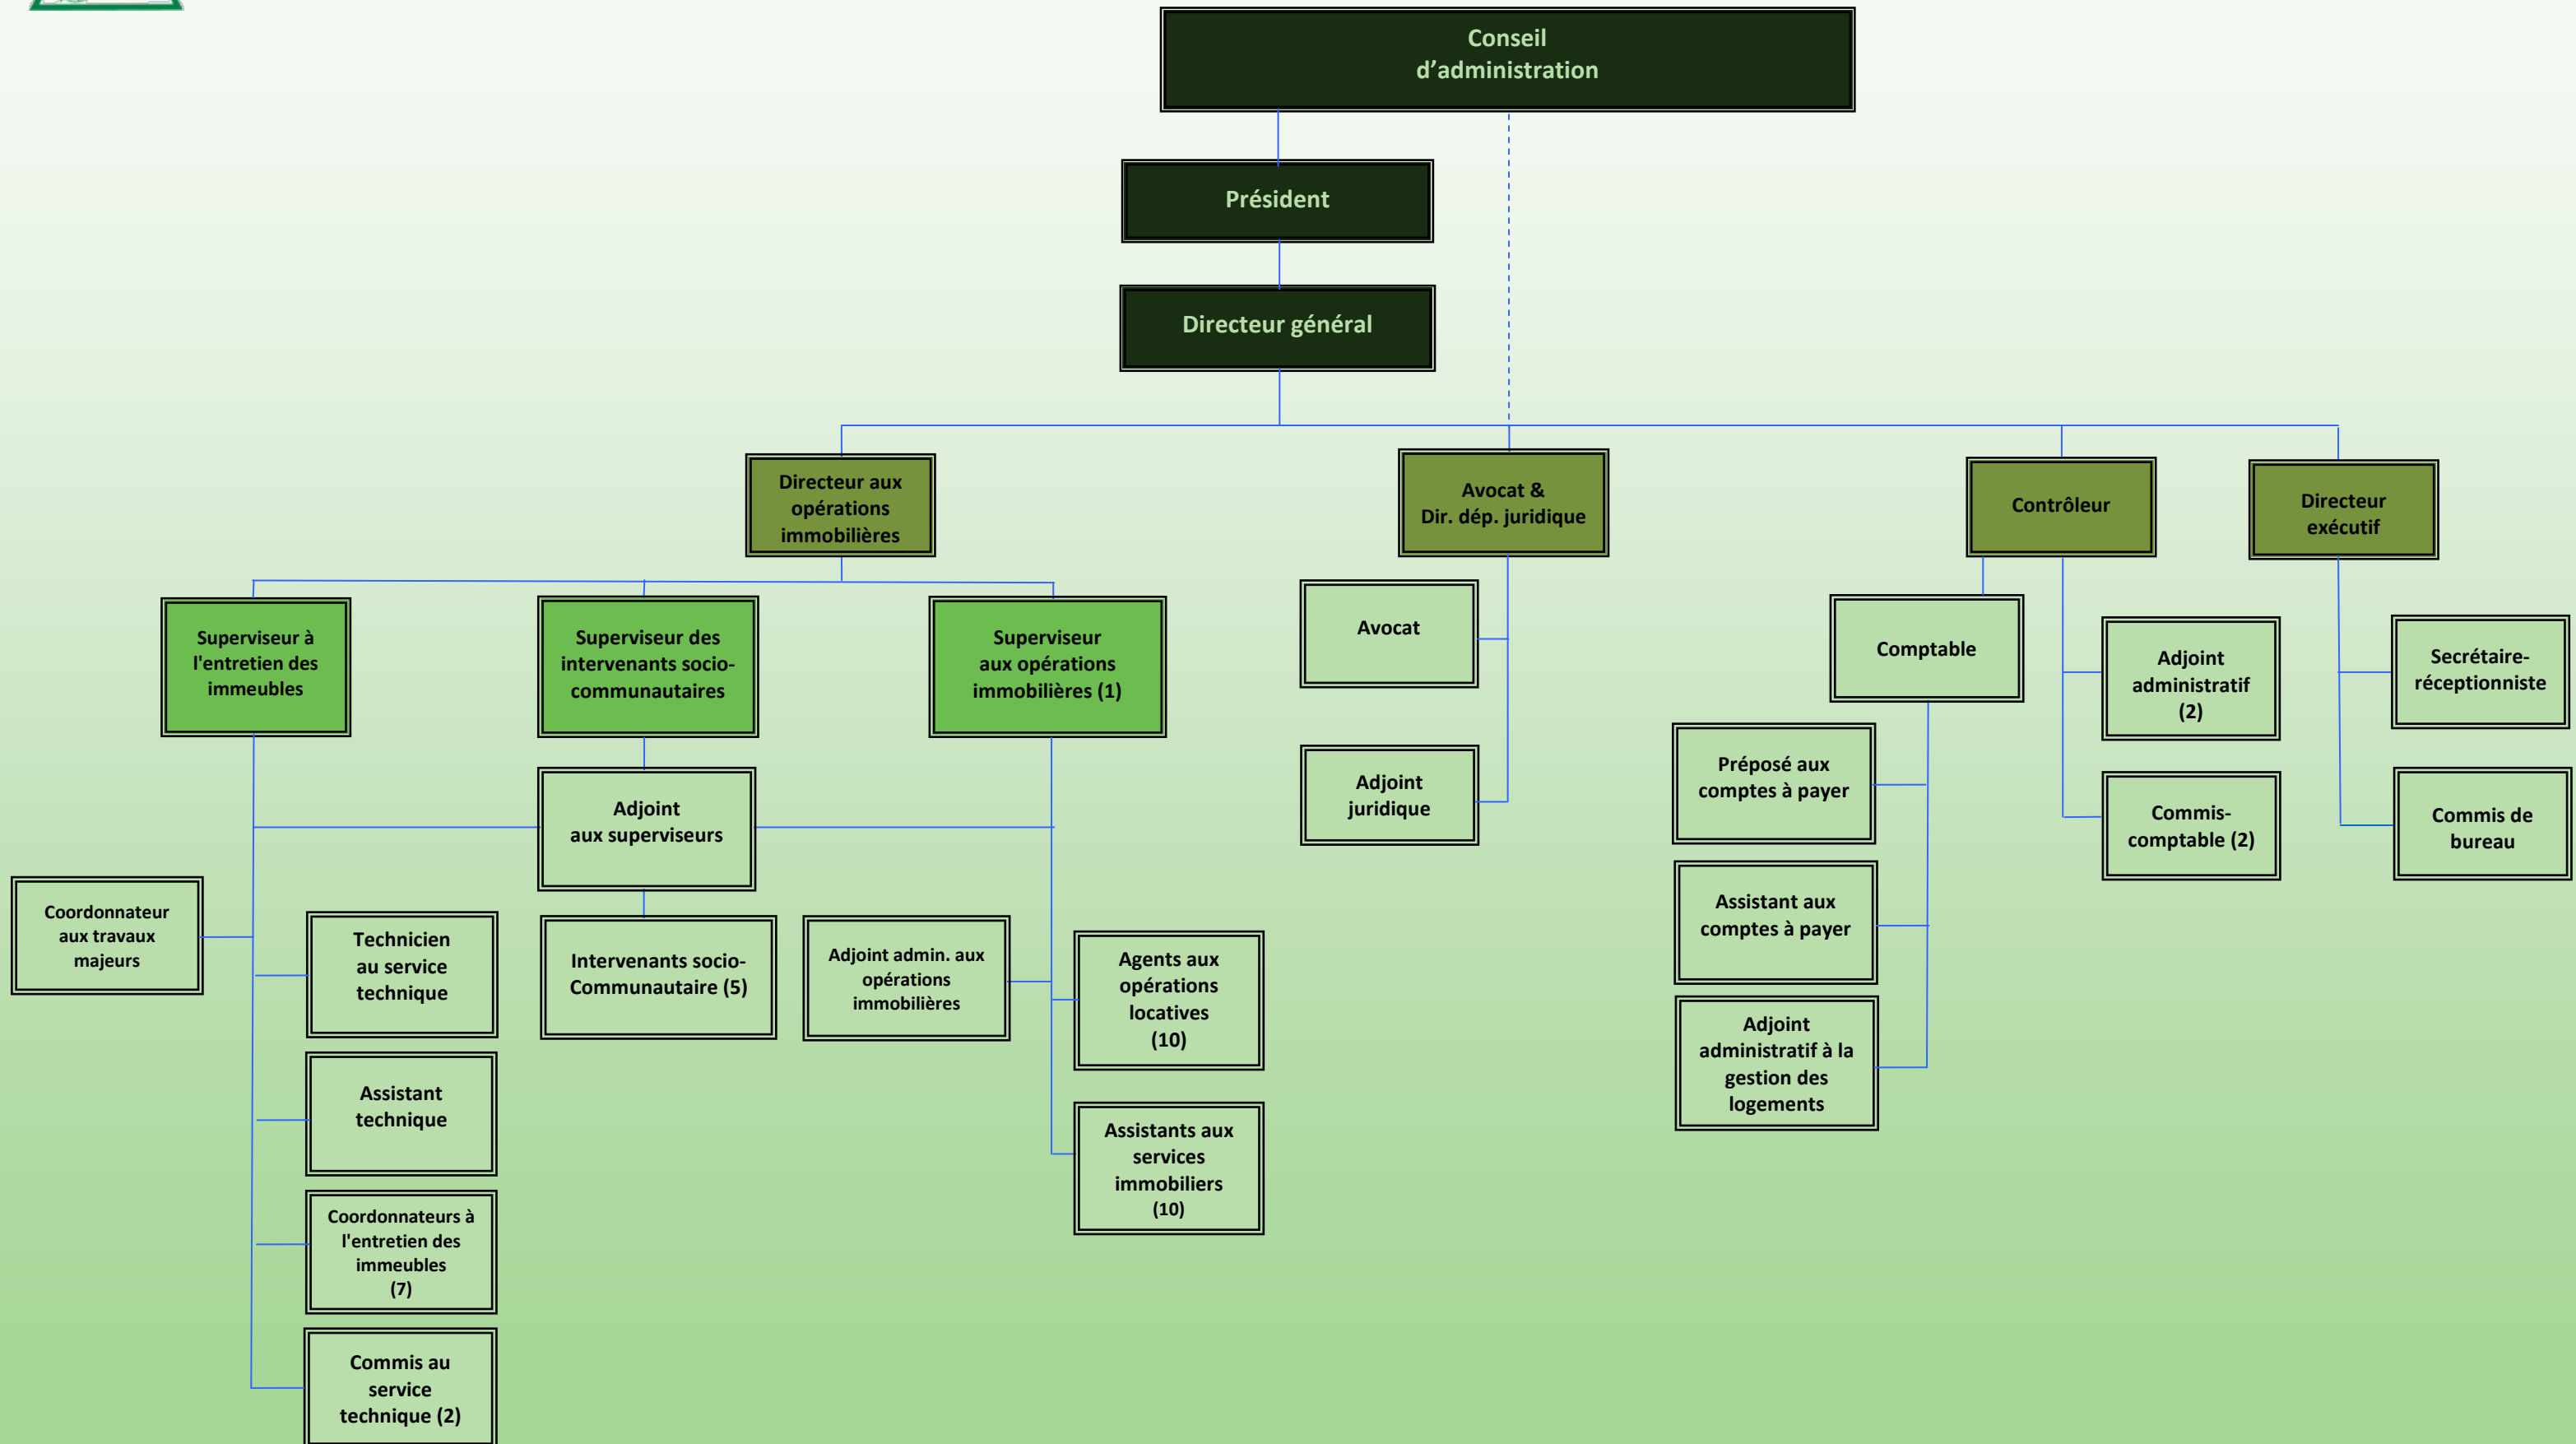 Conseil
d’administration
Président
Directeur général
Directeur aux
opérations
immobilières
Avocat &
Dir. dép. juridique
Contrôleur
Directeur
exécutif
Superviseur à
l'entretien des
immeubles
Superviseur des
intervenants socio-
communautaires
Superviseur
aux opérations
immobilières (1)
Avocat
Comptable
Adjoint
administratif
(2)
Secrétaire-
réceptionniste
Adjoint
aux superviseurs
Adjoint
juridique
Préposé aux
comptes à payer
Commis-
comptable (2)
Commis de
bureau
Coordonnateur
aux travaux
majeurs
Technicien
au service
technique
Intervenants socio-
Communautaire (5)
Adjoint admin. aux
opérations
immobilières
Agents aux
opérations
locatives
(10)
Assistant aux
comptes à payer
Adjoint
administratif à la
gestion des
logements
Assistant
technique
Assistants aux
services
immobiliers
(10)
Coordonnateurs à
l'entretien des
immeubles
(7)
Commis au
service
technique (2)